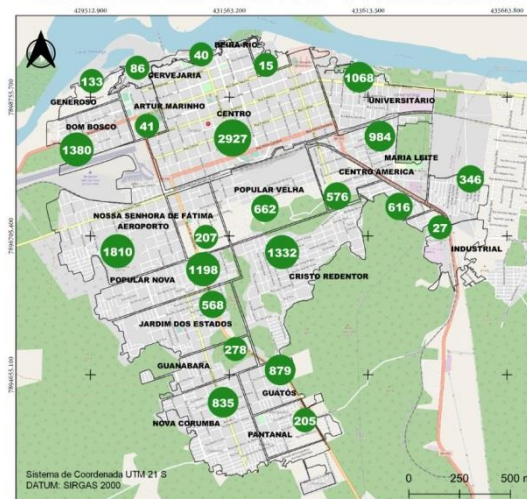 429512.900 431563.200 433613.500 435663.800
7898755.700
7896705.400
7894655.100
BEIRA RIO
40
86
15
CERVEJARIA
133
1068
GENEROSO
ARTUR MARINHO
UNIVERSITÁRIO
DOM BOSCO
41
CENTRO
984
1380
2927
MARIA LEITE
CENTRO AMERICA
346
POPULAR VELHA
576
NOSSA SENHORA DE FÁTIMA
662
616
AEROPORTO
207
27
1810
INDUSTRIAL
1198
1332
POPULAR NOVA
CRISTO REDENTOR
568
JARDIM DOS ESTADOS
278
GUANABARA
879
GUATÓS
835
NOVA CORUMBA
205
PANTANAL
Sistema de Coordenada UTM 21 S
DATUM: SIRGAS 2000
0 250 500 m